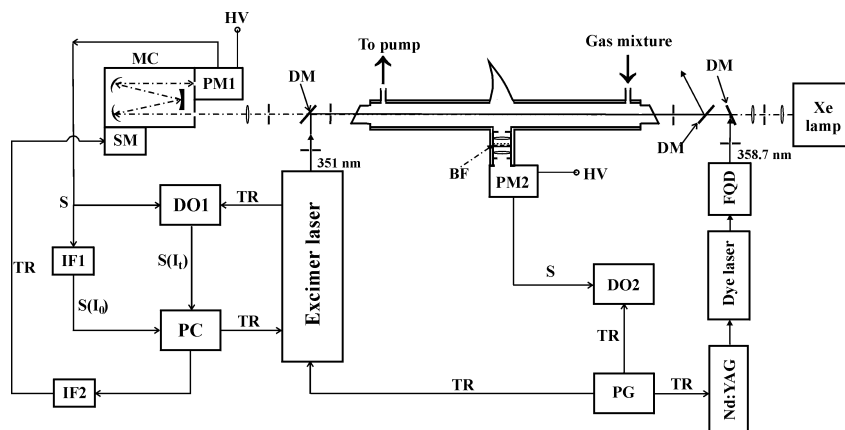 HV
MC
PM1
SM
DM
To pump
Gas mixture
DM
Xe
lamp
DM
351 nm
358.7 nm
BF
PM2
HV
FQD
S
DO1
TR
Excimer laser
Dye laser
IF1
TR
S(It)
S
DO2
S(I0)
PC
TR
TR
IF2
TR
PG
TR
Nd:YAG